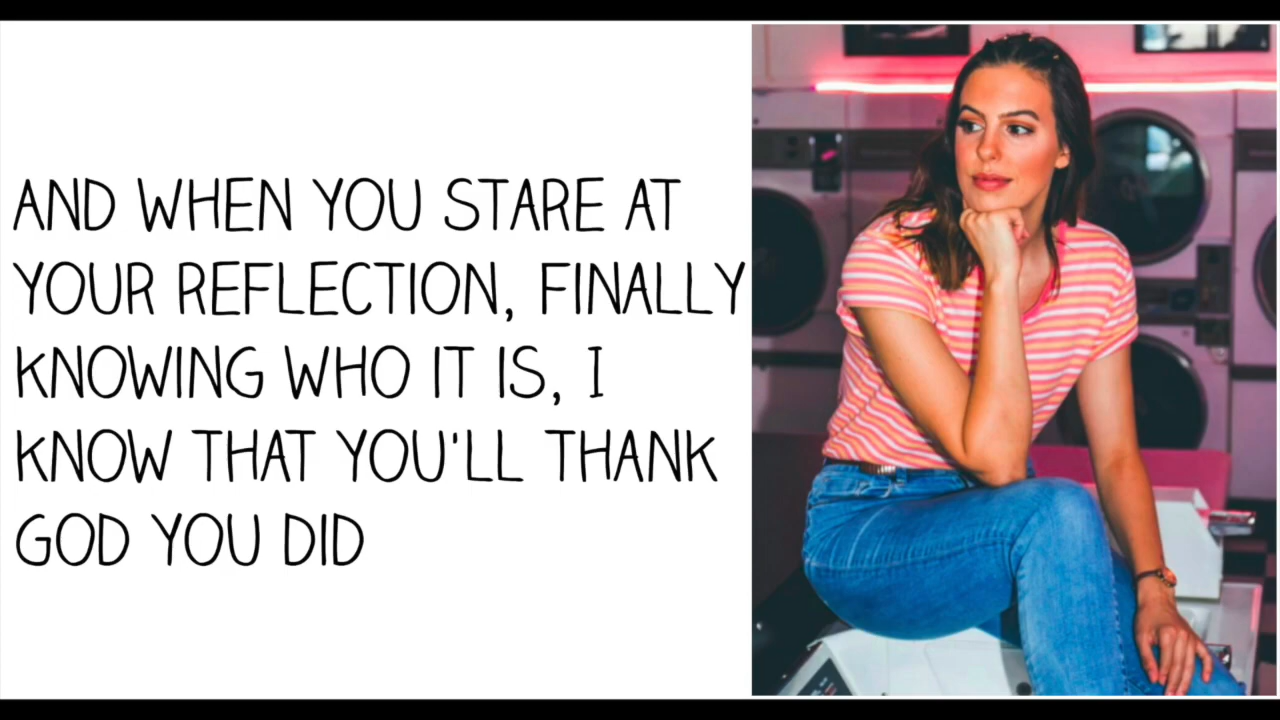 AND WHEN YOU STARE AT
YOUR REFLECTION, FINALLY
KNOWING WHO IT IS, I
KNOW THAT YOU'LL THANK
GOD YOU DID